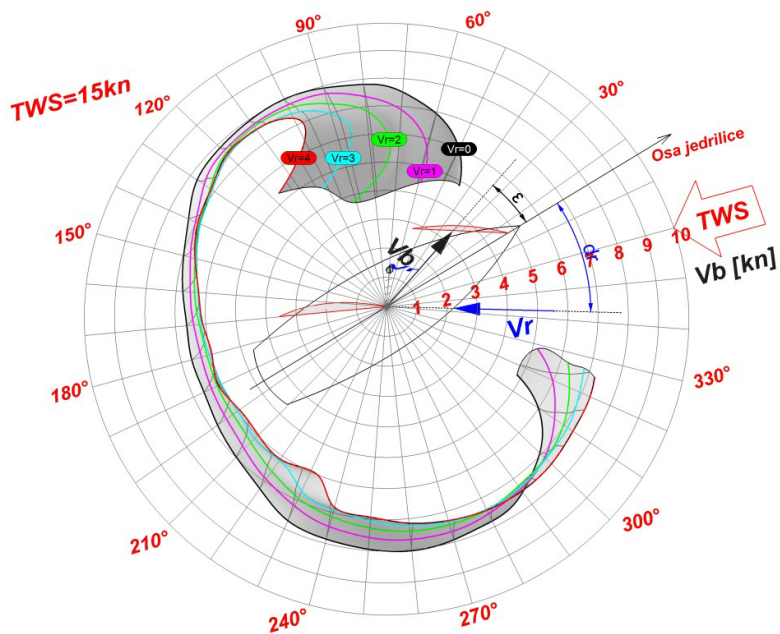 90°
60°
TWS=15kn
120°
30°
Osa jedrilice
Vr=4
Vr=3
Vr=2
Vr=1
Vr=0
ε
TWS
150°
Vb
dr
1 2 3 4 5 6 7 8 9 10
Vb [kn]
Vr
180°
330°
210°
300°
240°
270°